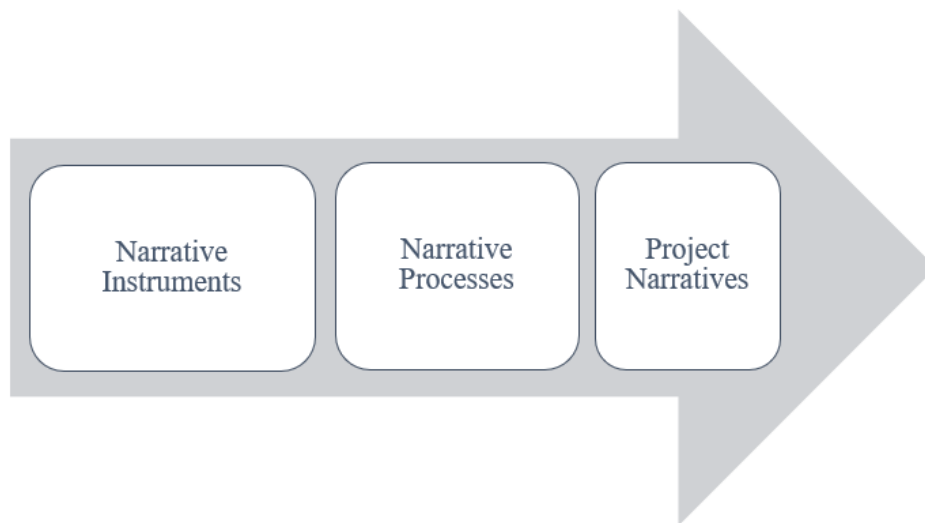 Narrative
Instruments
Narrative
Processes
Project
Narratives